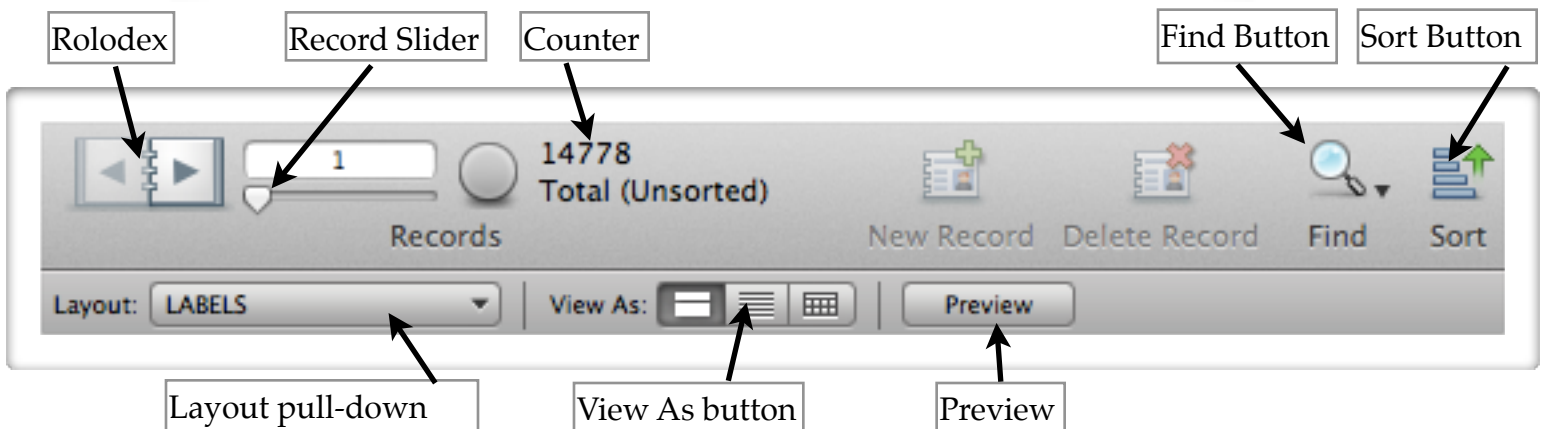 Rolodex Record Slider Counter Find Button Sort Button
1 14778
Total (Unsorted)
Records New Record Delete Record Find Sort
Layout: LABELS View As: Preview
Layout pull-down View As button Preview